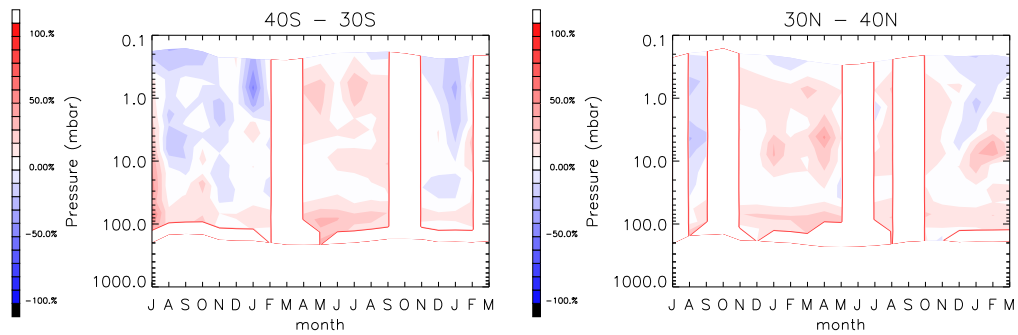 40S – 30S
100.%
50.0%
0.00%
–50.0%
–100.%
Pressure (mbar)
0.1
1.0
10.0
100.0
1000.0
J A S O N D J F M A M J J A S O N D J F M
month
30N – 40N
100.%
50.0%
0.00%
–50.0%
–100.%
Pressure (mbar)
0.1
1.0
10.0
100.0
1000.0
J A S O N D J F M A M J J A S O N D J F M
month